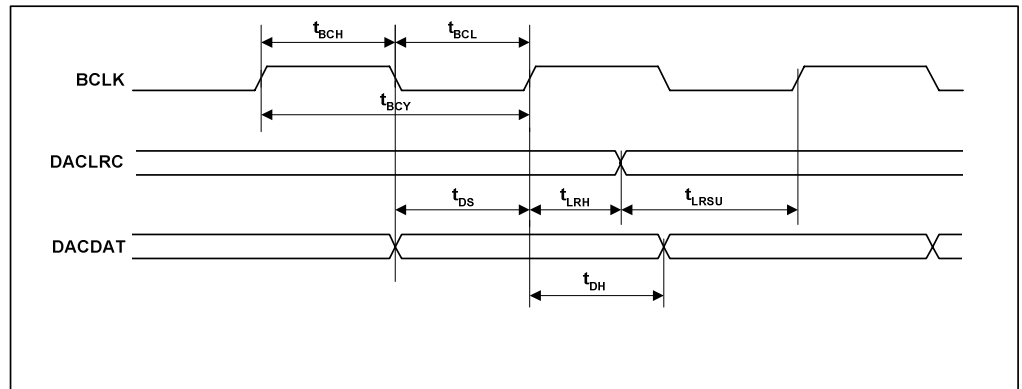 tBCH
tBCL
BCLK
tBCY
DACLRC
tDS
tLRH
tLRSU
DACDAT
tDH